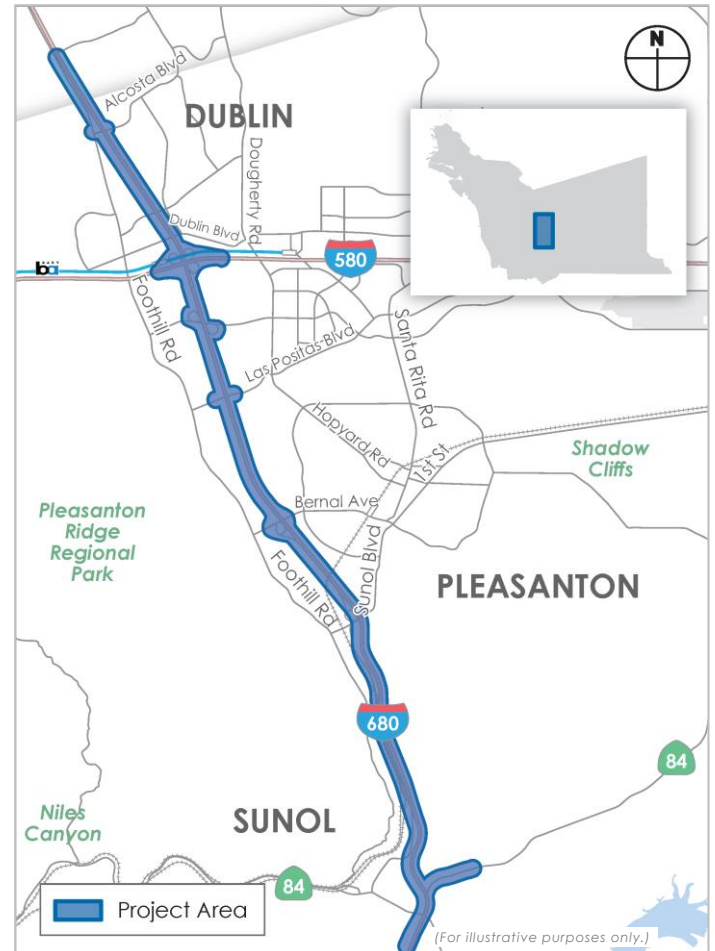 N
Alcosta Blvd
DUBLIN
Dougherty Rd
Dublin Blvd
580
ba
Foothill Rd
Las Positas Blvd
Santa Rita Rd
Hopyard Rd
1st St
Shadow
Cliffs
Pleasanton
Ridge
Regional
Park
Bernal Ave
Foothill Rd
Sunol Blvd
PLEASANTON
680
84
Niles
Canyon
SUNOL
84
Project Area
(For illustrative purposes only.)